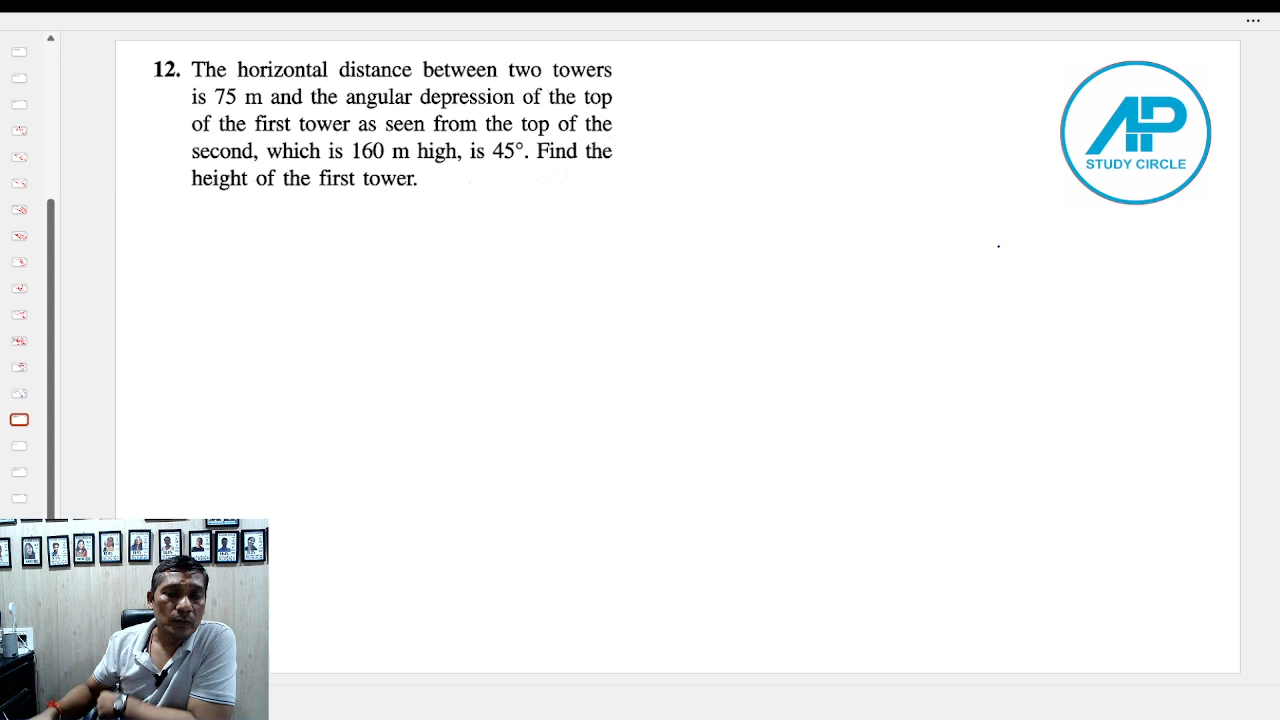 12. The horizontal distance between two towers
is 75 m and the angular depression of the top
of the first tower as seen from the top of the
second, which is 160 m high, is 45°. Find the
height of the first tower.
AP
STUDY CIRCLE